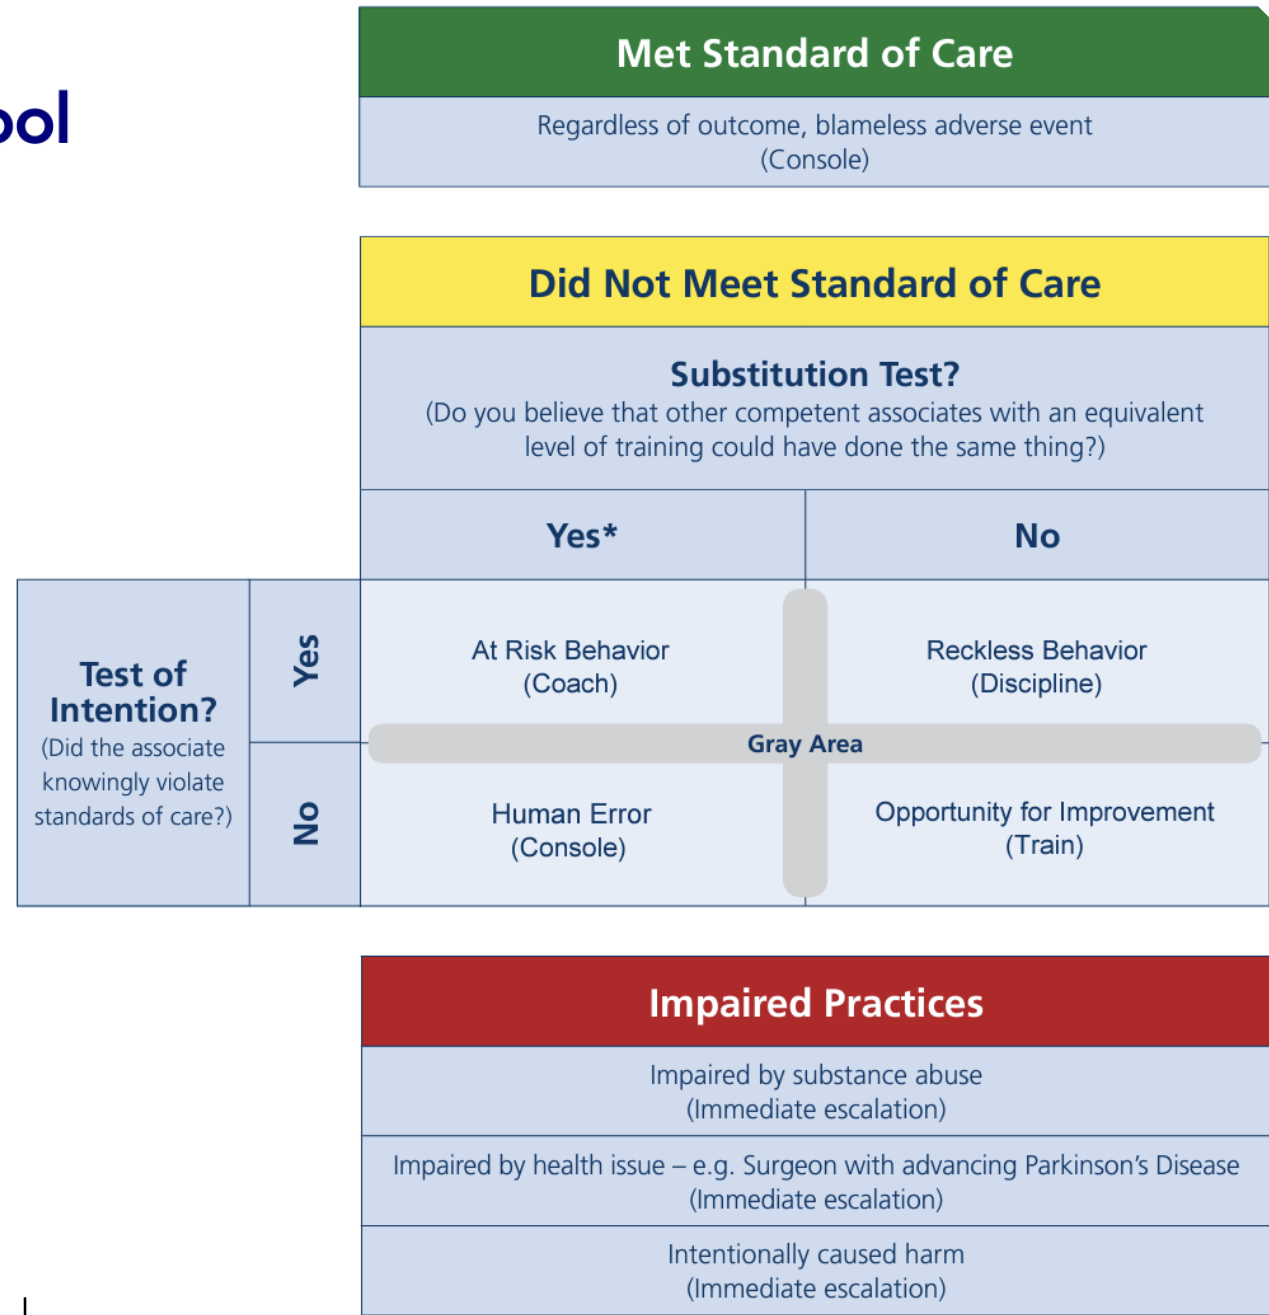 ool
Met Standard of Care
Regardless of outcome, blameless adverse event
(Console)
Did Not Meet Standard of Care
Substitution Test?
(Do you believe that other competent associates with an equivalent
level of training could have done the same thing?)
Yes*
No
Test of
Intention?
(Did the associate
knowingly violate
standards of care?)
Yes
At Risk Behavior
(Coach)
Reckless Behavior
(Discipline)
Gray Area
No
Human Error
(Console)
Opportunity for Improvement
(Train)
Impaired Practices
Impaired by substance abuse
(Immediate escalation)
Impaired by health issue – e.g. Surgeon with advancing Parkinson’s Disease
(Immediate escalation)
Intentionally caused harm
(Immediate escalation)